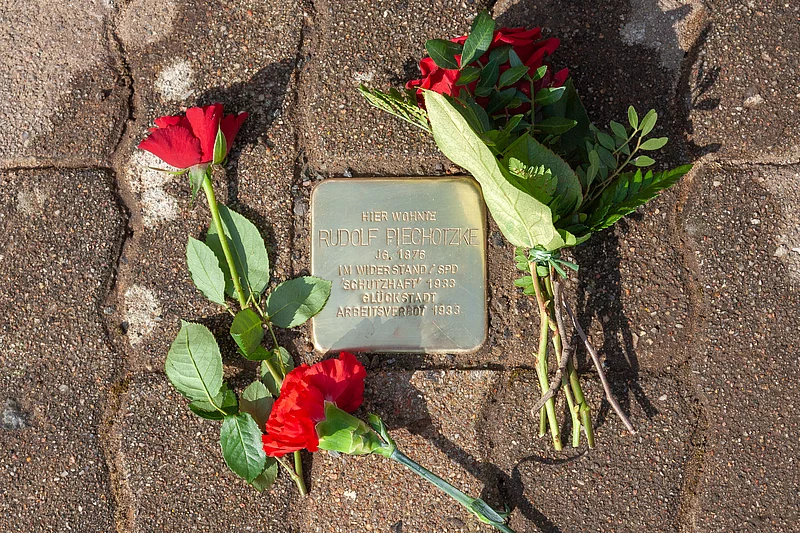 HIER WOHNTE
RUDOLF PIECHOTZKE
JG. 1876
IM WIDERSTAND / SPD
'SCHUTZHAFT' 1933
GLÜCKSTADT
ARBEITSVERBOT 1933